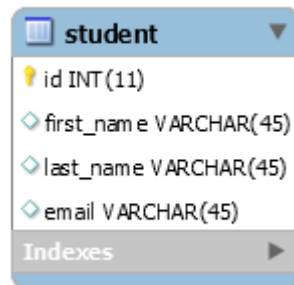 student
id INT(11)
first_name VARCHAR(45)
last_name VARCHAR(45)
email VARCHAR(45)
Indexes